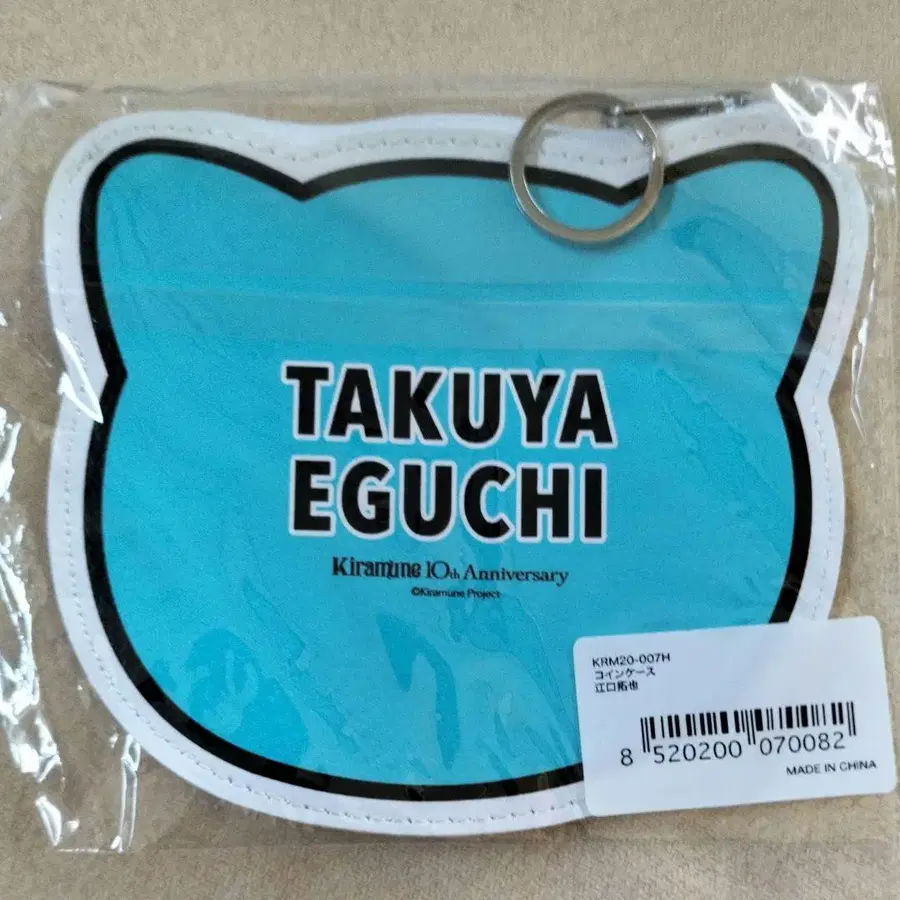 TAKUYA
EGUCHI
Kiramune 10th Anniversary
©Kiramune Project
KRM20-007H
コインケース
江口拓也
8 520200 070082
MADE IN CHINA